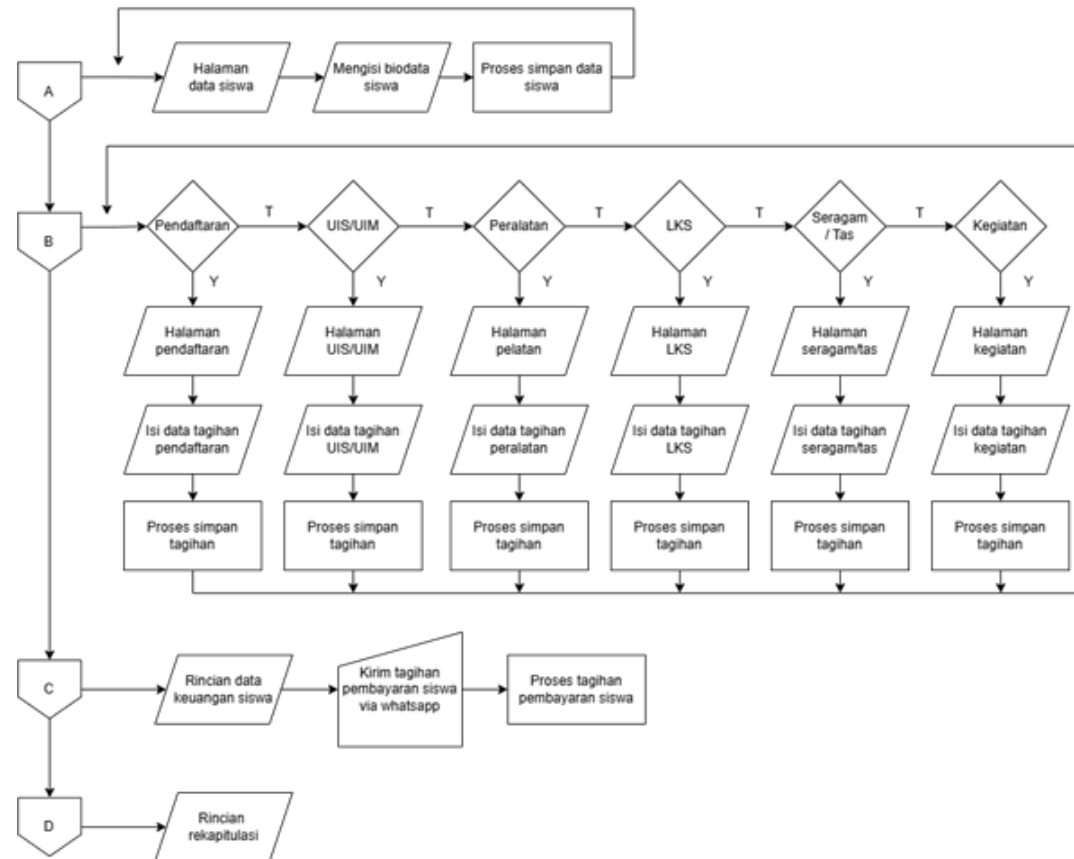 A
Halaman
data siswa
Mengisi biodata
siswa
Proses simpan data
siswa
B
Pendaftaran
T
UIS/UIM
T
Peralatan
T
LKS
T
Seragam
/ Tas
T
Kegiatan
Y
Y
Y
Y
Y
Y
Halaman
pendaftaran
Halaman
UIS/UIM
Halaman
pelatan
Halaman
LKS
Halaman
seragam/tas
Halaman
kegiatan
Isi data tagihan
pendaftaran
Isi data tagihan
UIS/UIM
Isi data tagihan
peralatan
Isi data tagihan
LKS
Isi data tagihan
seragam/tas
Isi data tagihan
kegiatan
Proses simpan
tagihan
Proses simpan
tagihan
Proses simpan
tagihan
Proses simpan
tagihan
Proses simpan
tagihan
Proses simpan
tagihan
C
Rincian data
keuangan siswa
Kirim tagihan
pembayaran siswa
via whatsapp
Proses tagihan
pembayaran siswa
D
Rincian
rekapitulasi